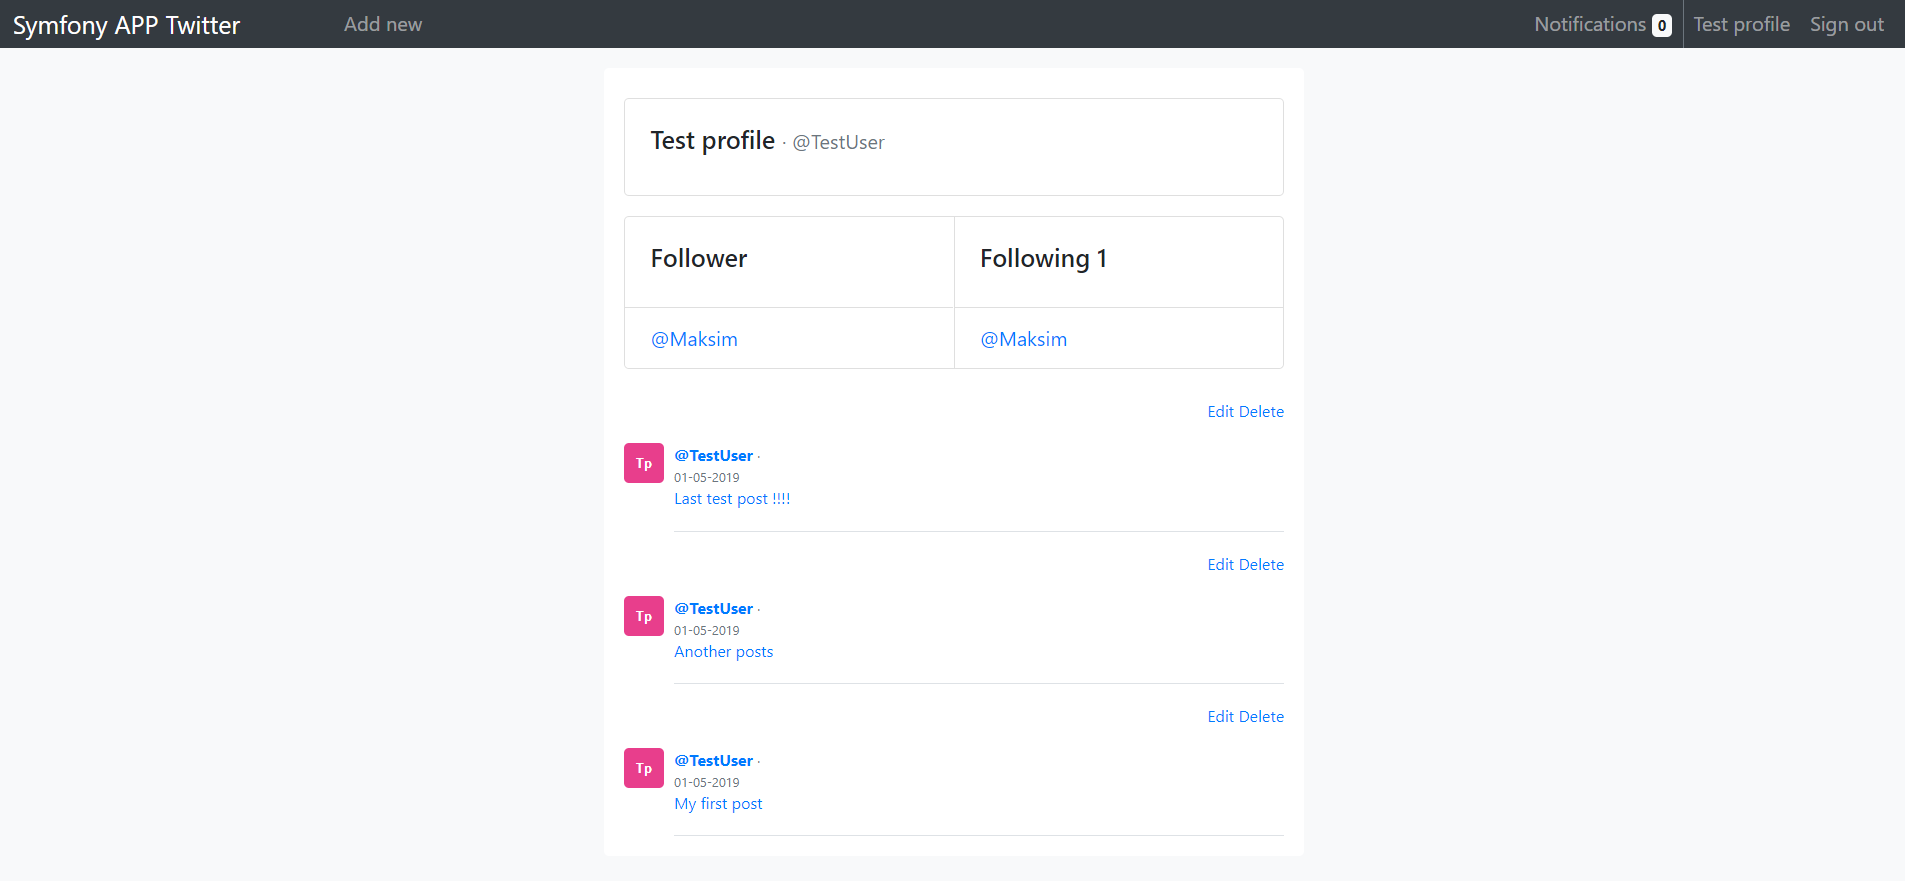 Symfony APP Twitter Add new Notifications 0 Test profile Sign out
Test profile · @TestUser
Follower Following 1
@Maksim @Maksim
Edit Delete
Tp @TestUser ·
01-05-2019
Last test post !!!!
Edit Delete
Tp @TestUser ·
01-05-2019
Another posts
Edit Delete
Tp @TestUser ·
01-05-2019
My first post